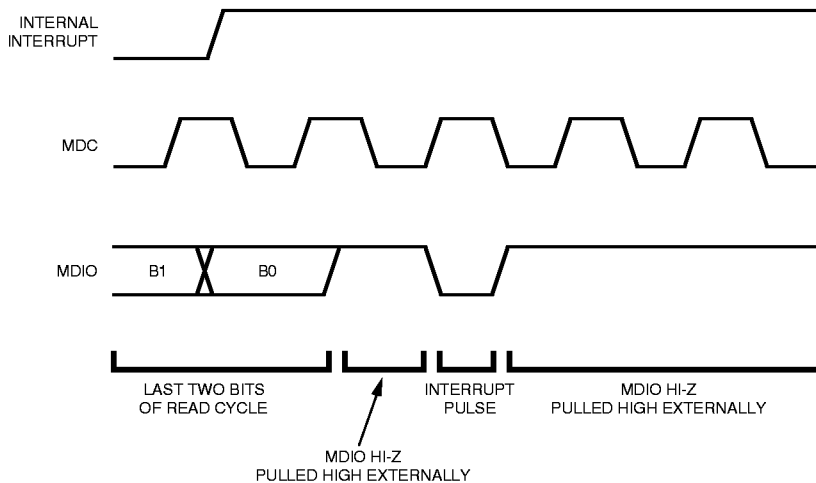 INTERNAL
INTERRUPT
MDC
MDIO
B1
B0
LAST TWO BITS
OF READ CYCLE
INTERRUPT
PULSE
MDIO HI-Z
PULLED HIGH EXTERNALLY
MDIO HI-Z
PULLED HIGH EXTERNALLY